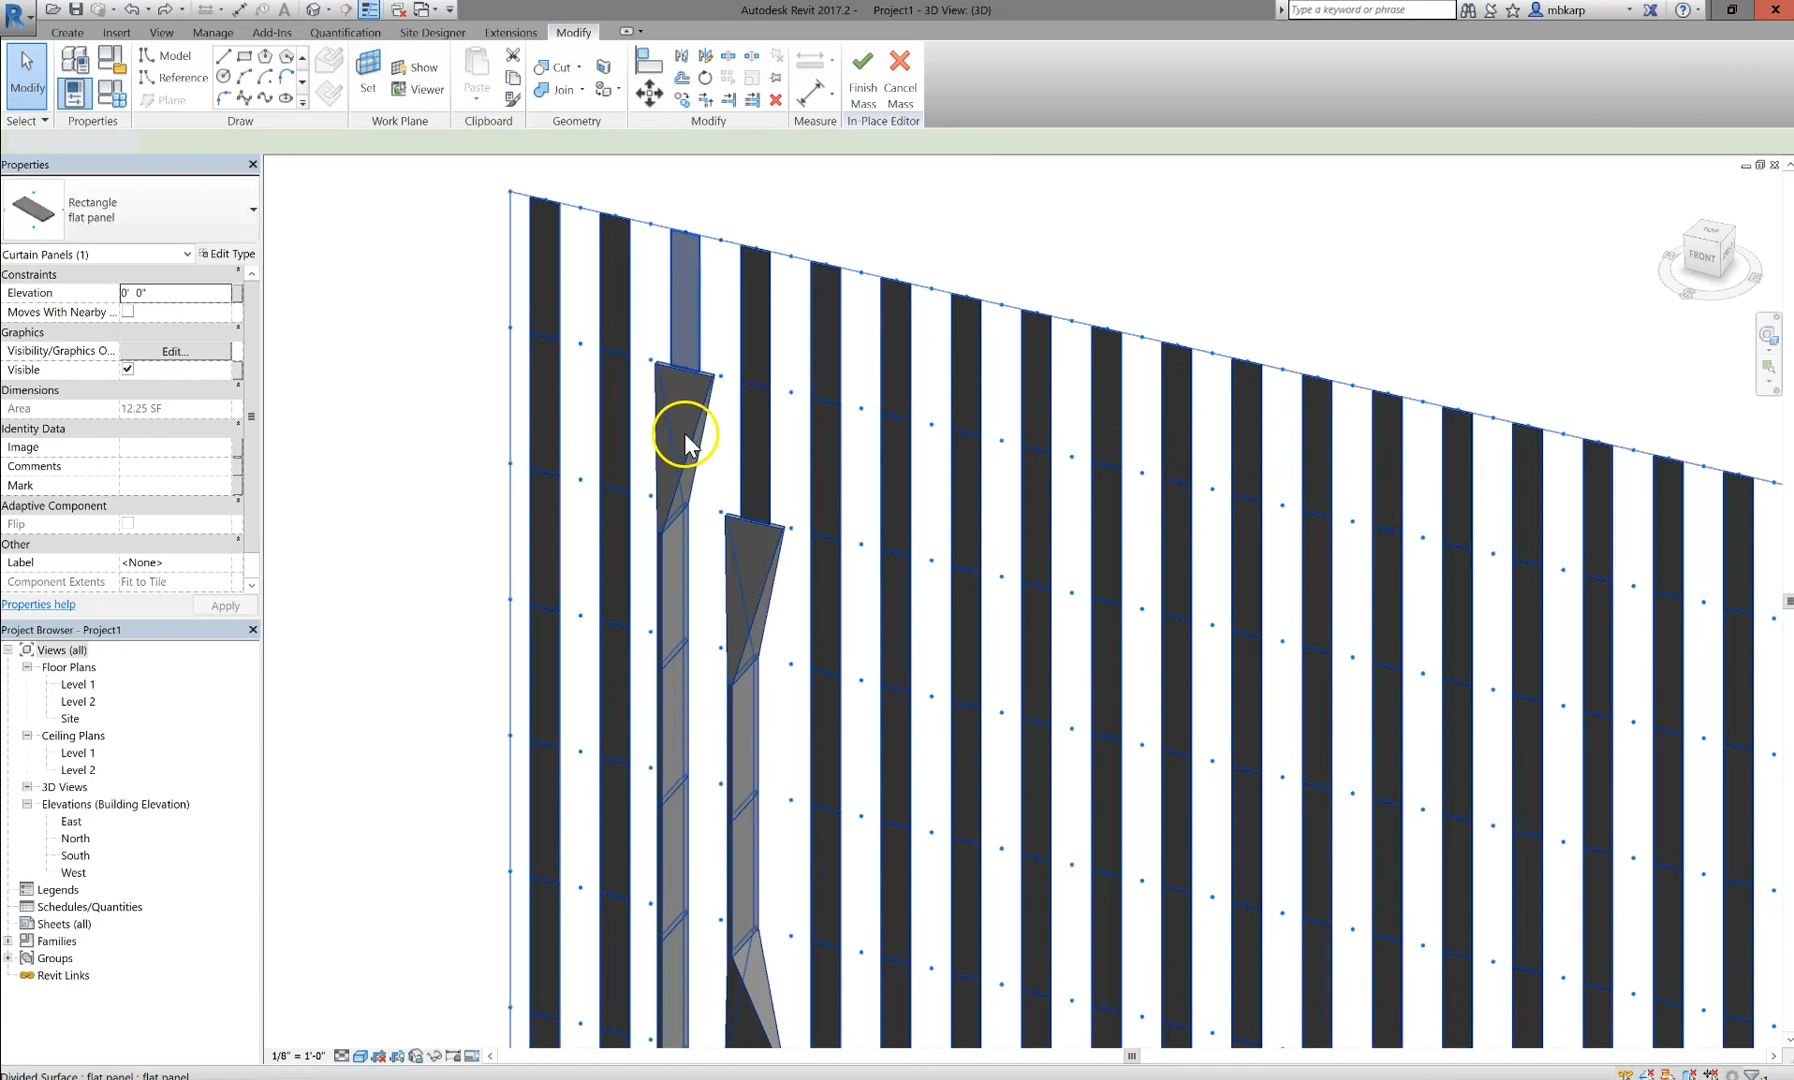 Autodesk Revit 2017.2 - Project1 - 3D View: {3D}
Type a keyword or phrase
mbkarp
Create Insert View Manage Add-Ins Quantification Site Designer Extensions Modify
Modify
Model
Reference
Plane
Set
Show
Viewer
Paste
Cut
Join
Finish Mass
Cancel Mass
Select Properties Draw Work Plane Clipboard Geometry Modify Measure In-Place Editor
Properties
Rectangle
flat panel
Curtain Panels (1) Edit Type
Constraints
Elevation 0' 0"
Moves With Nearby ...
Graphics
Visibility/Graphics O... Edit...
Visible
Dimensions
Area 12.25 SF
Identity Data
Image
Comments
Mark
Adaptive Component
Flip
Other
Label <None>
Component Extents Fit to Tile
Properties help Apply
Project Browser - Project1
Views (all)
Floor Plans
Level 1
Level 2
Site
Ceiling Plans
Level 1
Level 2
3D Views
Elevations (Building Elevation)
East
North
South
West
Legends
Schedules/Quantities
Sheets (all)
Families
Groups
Revit Links
TOP
FRONT
S
E
1/8" = 1'-0"
Divided Surface : flat panel : flat panel